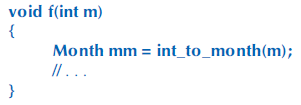 void f(int m)
{
Month mm = int_to_month(m);
// . . .
}